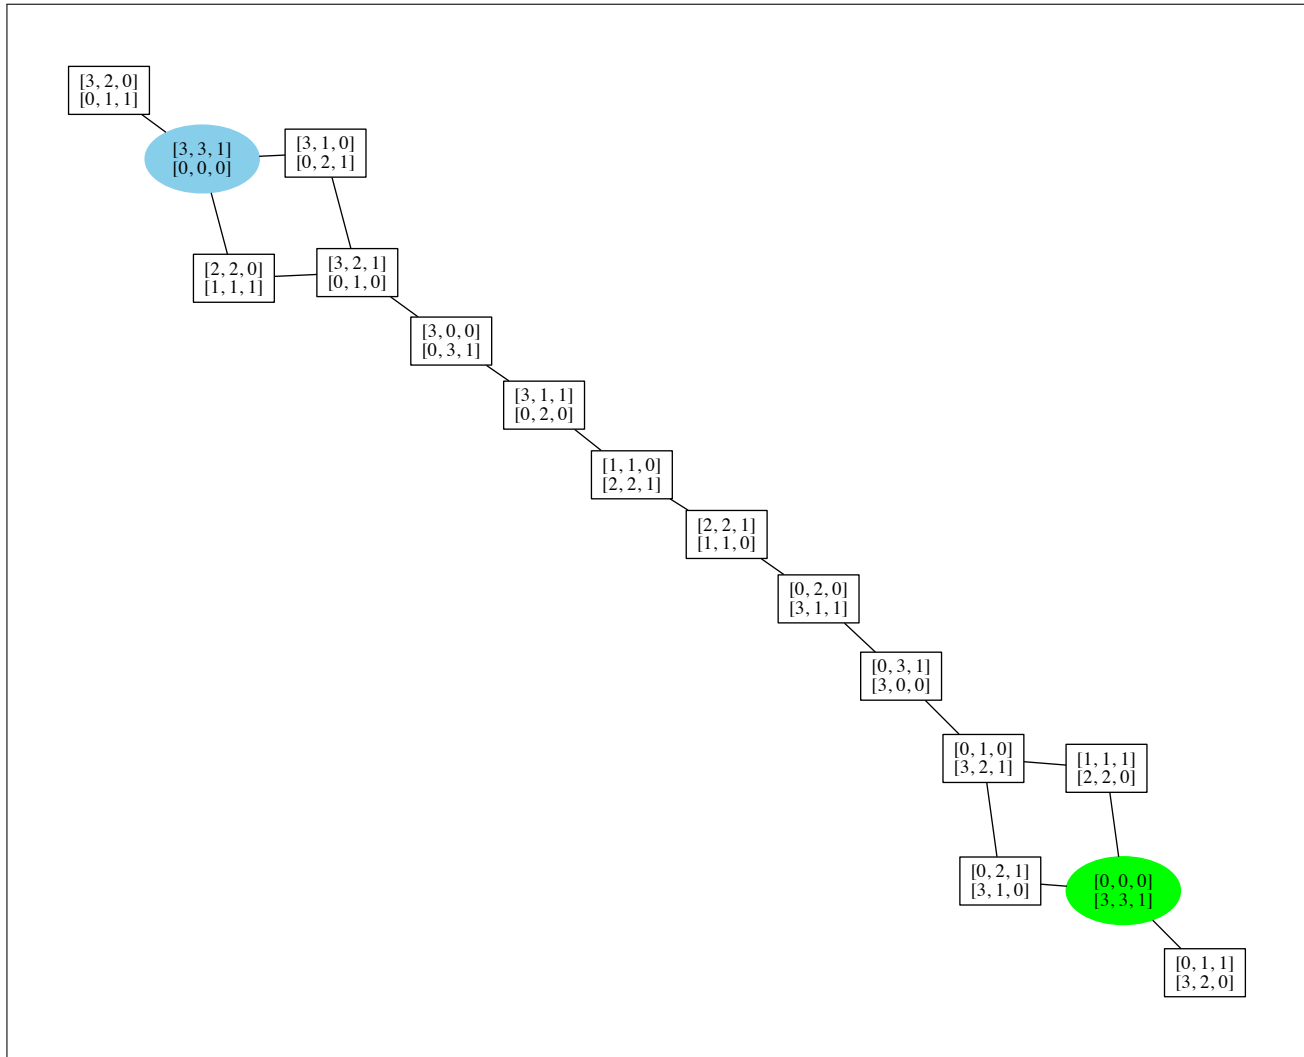 [3, 2, 0]
[0, 1, 1]
[3, 3, 1]
[0, 0, 0]
[3, 1, 0]
[0, 2, 1]
[2, 2, 0]
[1, 1, 1]
[3, 2, 1]
[0, 1, 0]
[3, 0, 0]
[0, 3, 1]
[3, 1, 1]
[0, 2, 0]
[1, 1, 0]
[2, 2, 1]
[2, 2, 1]
[1, 1, 0]
[0, 2, 0]
[3, 1, 1]
[0, 3, 1]
[3, 0, 0]
[0, 1, 0]
[3, 2, 1]
[1, 1, 1]
[2, 2, 0]
[0, 2, 1]
[3, 1, 0]
[0, 0, 0]
[3, 3, 1]
[0, 1, 1]
[3, 2, 0]